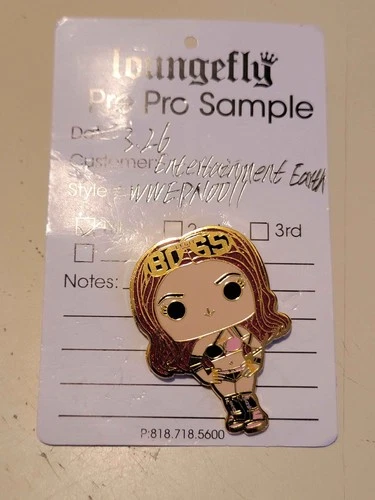 loungefly
Pre Pro Sample
Date: 3.26
Customer: Entertainment Earth
Style # WWEPN0011
3rd
BOSS
Notes:
P:818.718.5600